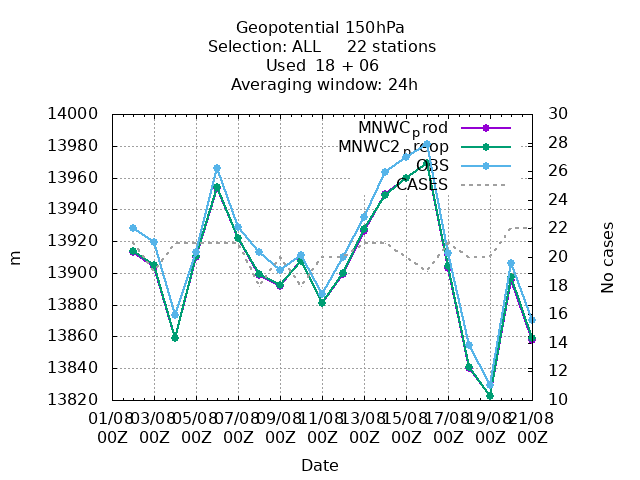 Geopotential 150hPa
Selection: ALL 22 stations
Used 18 + 06
Averaging window: 24h
14000
13980
13960
13940
13920
13900
13880
13860
13840
13820
m
30
28
26
24
22
20
18
16
14
12
10
No cases
MNWC_prod
MNWC2_preop
OBS
CASES
01/08 03/08 05/08 07/08 09/08 11/08 13/08 15/08 17/08 19/08 21/08
00Z 00Z 00Z 00Z 00Z 00Z 00Z 00Z 00Z 00Z 00Z
Date